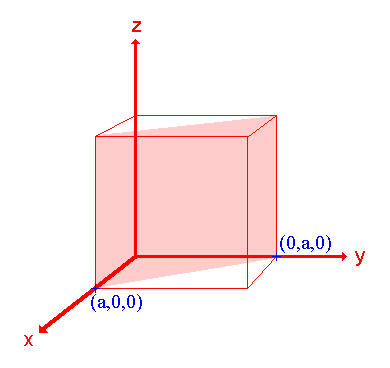 z
(0,a,0)
y
(a,0,0)
x